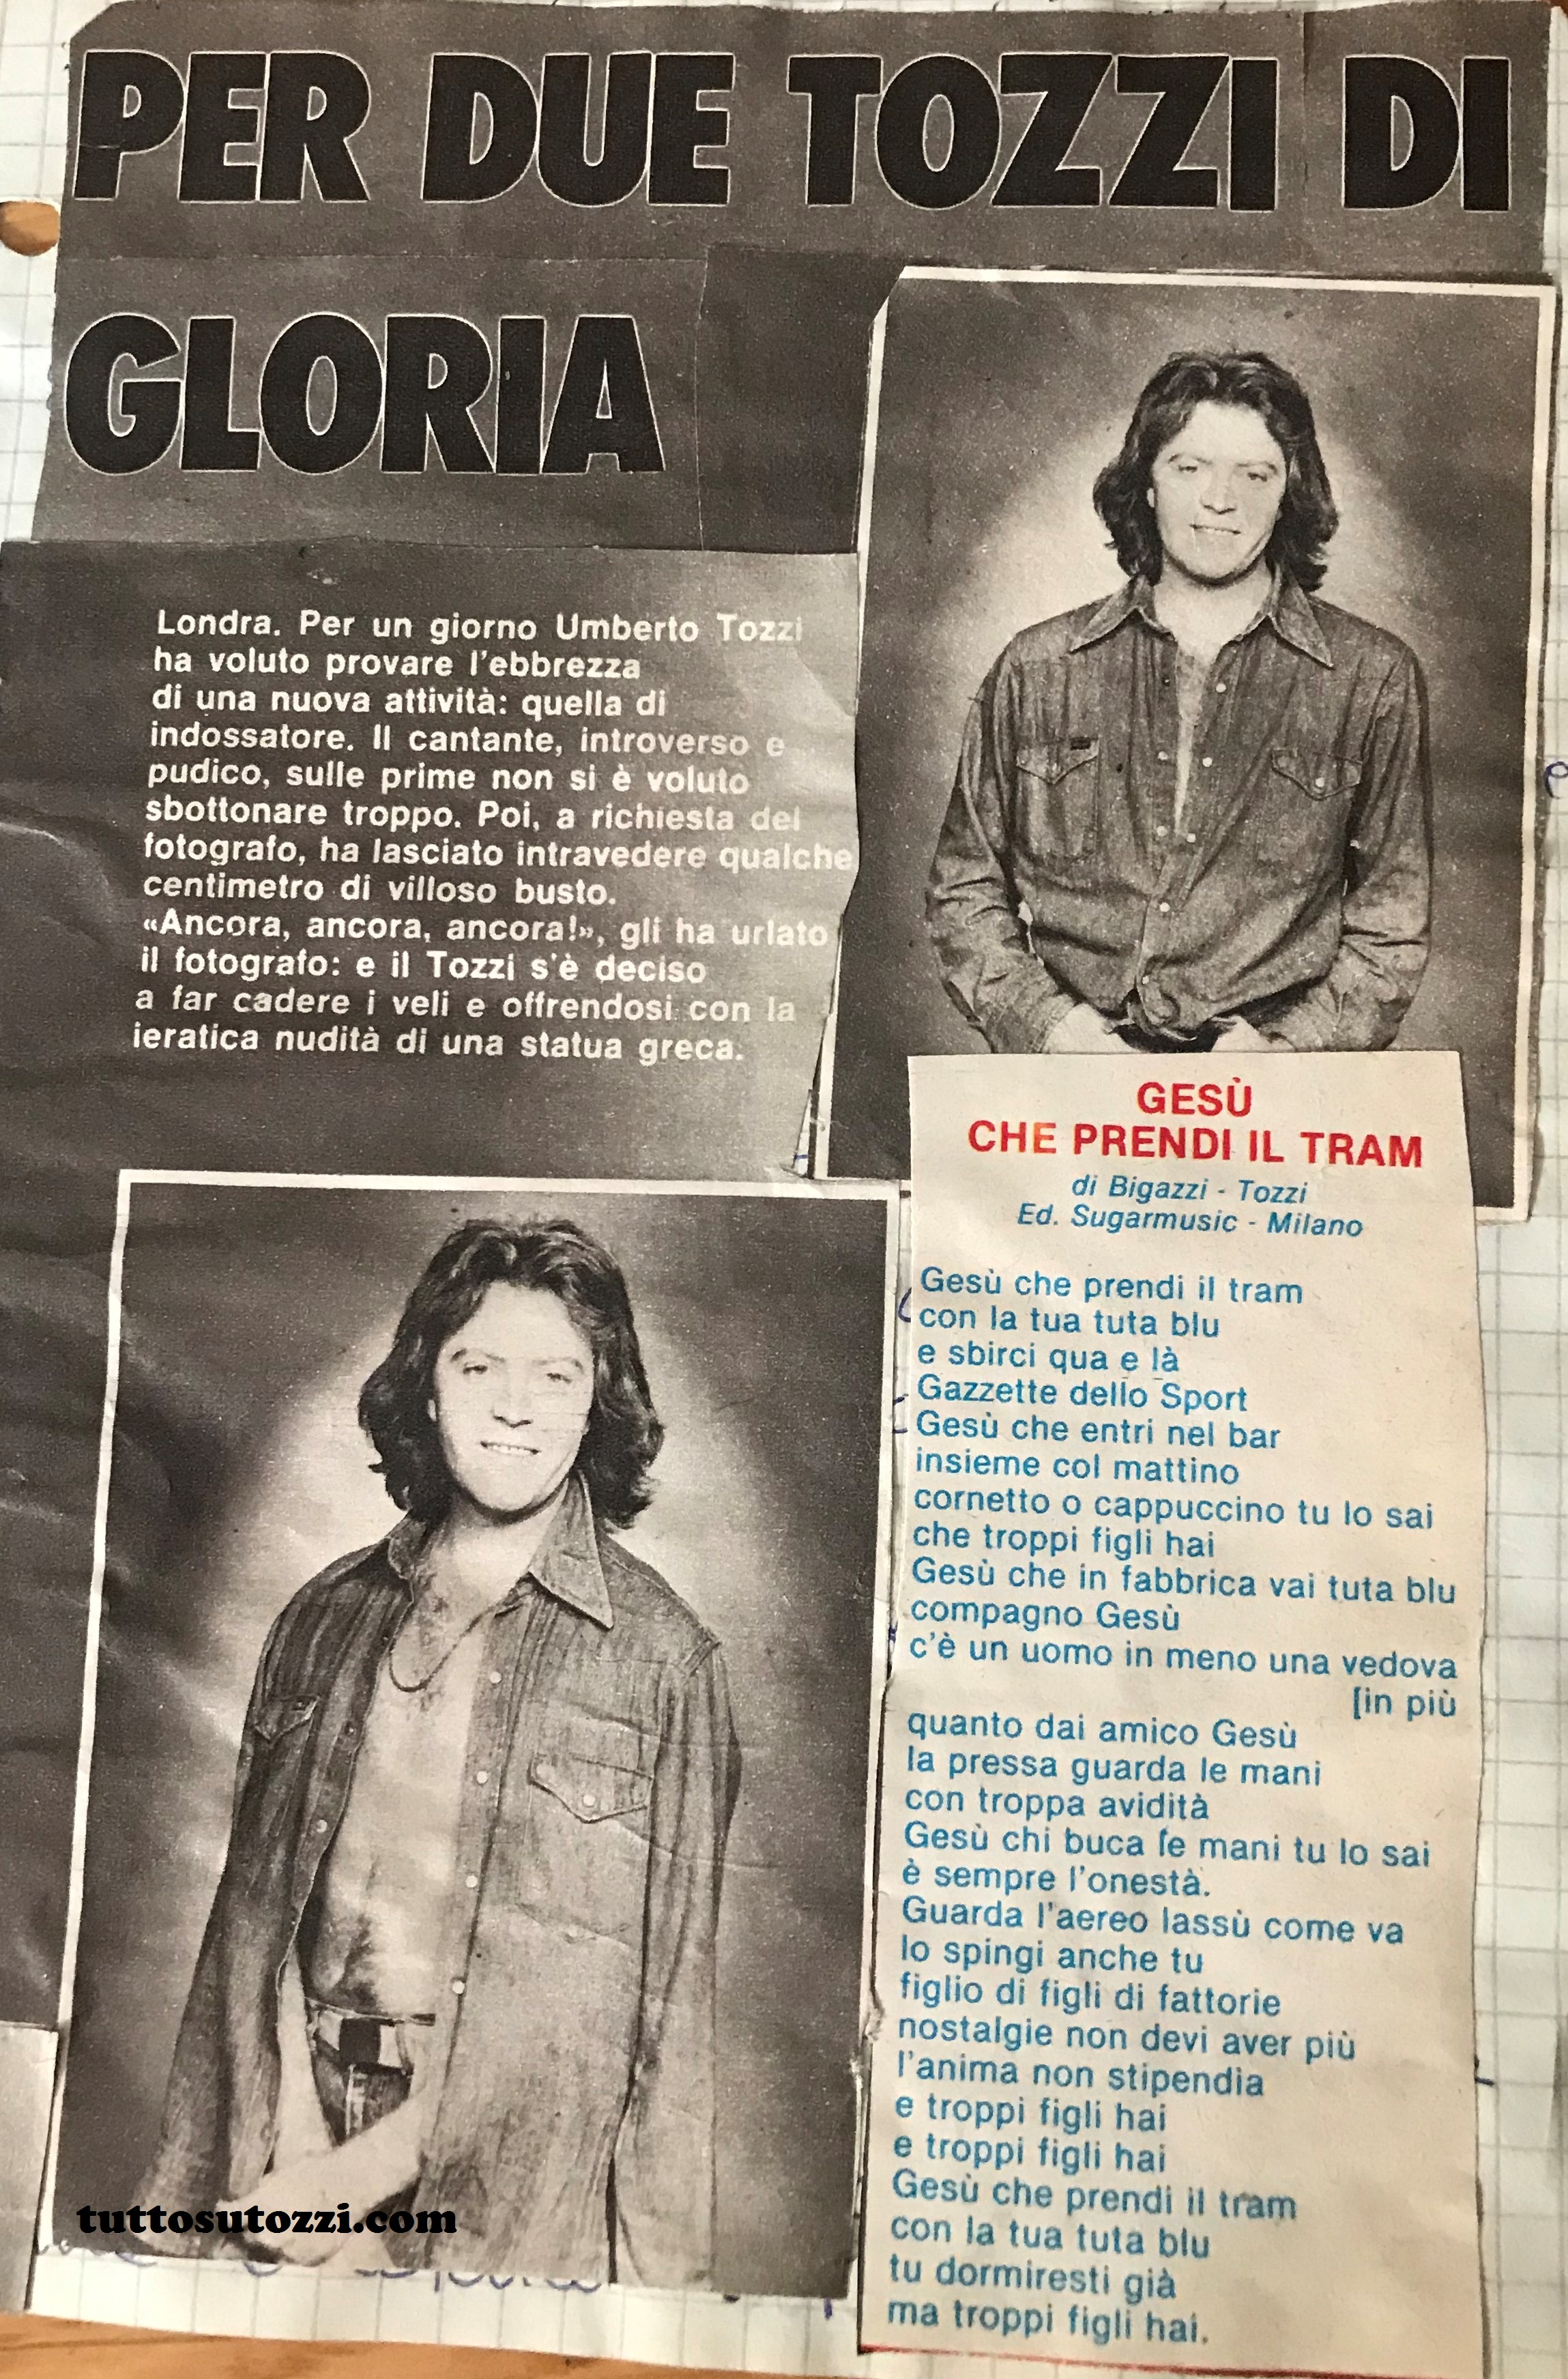 PER DUE TOZZI DI
GLORIA
Londra. Per un giorno Umberto Tozzi
ha voluto provare l'ebbrezza
di una nuova attività: quella di
indossatore. Il cantante, introverso e
pudico, sulle prime non si è voluto
sbottonare troppo. Poi, a richiesta del
fotografo, ha lasciato intravedere qualche
centimetro di villoso busto.
«Ancora, ancora, ancora!», gli ha urlato
il fotografo: e il Tozzi s'è deciso
a far cadere i veli e offrendosi con la
ieratica nudità di una statua greca.
GESÙ
CHE PRENDI IL TRAM
di Bigazzi - Tozzi
Ed. Sugarmusic - Milano
Gesù che prendi il tram
con la tua tuta blu
e sbirci qua e là
Gazzette dello Sport
Gesù che entri nel bar
insieme col mattino
cornetto o cappuccino tu lo sai
che troppi figli hai
Gesù che in fabbrica vai tuta blu
compagno Gesù
c'è un uomo in meno una vedova
[in più
quanto dai amico Gesù
la pressa guarda le mani
con troppa avidità
Gesù chi buca le mani tu lo sai
è sempre l'onestà.
Guarda l'aereo lassù come va
lo spingi anche tu
figlio di figli di fattorie
nostalgie non devi aver più
l'anima non stipendia
e troppi figli hai
e troppi figli hai
Gesù che prendi il tram
con la tua tuta blu
tu dormiresti già
ma troppi figli hai.
tuttosutozzi.com